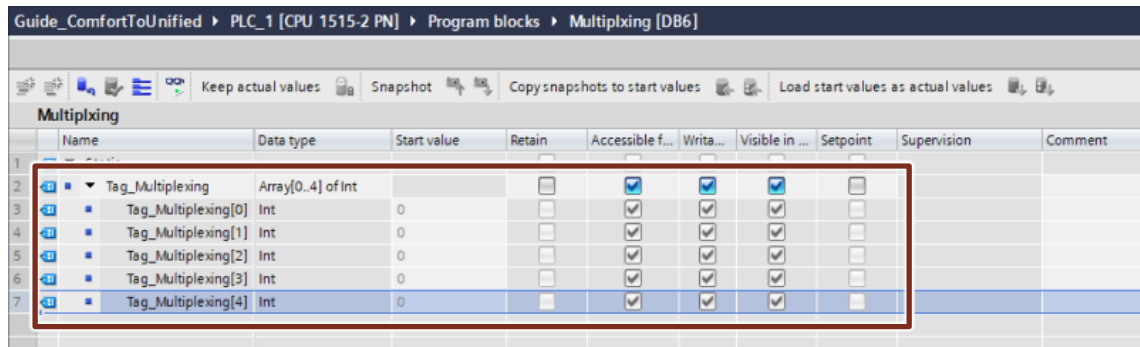 Guide_ComfortToUnified ▸ PLC_1 [CPU 1515-2 PN] ▸ Program blocks ▸ Multiplxing [DB6]
Keep actual values Snapshot Copy snapshots to start values Load start values as actual values
Multiplxing
Name Data type Start value Retain Accessible f... Writa... Visible in ... Setpoint Supervision Comment
1
2 Tag_Multiplexing Array[0..4] of Int
3 Tag_Multiplexing[0] Int 0
4 Tag_Multiplexing[1] Int 0
5 Tag_Multiplexing[2] Int 0
6 Tag_Multiplexing[3] Int 0
7 Tag_Multiplexing[4] Int 0